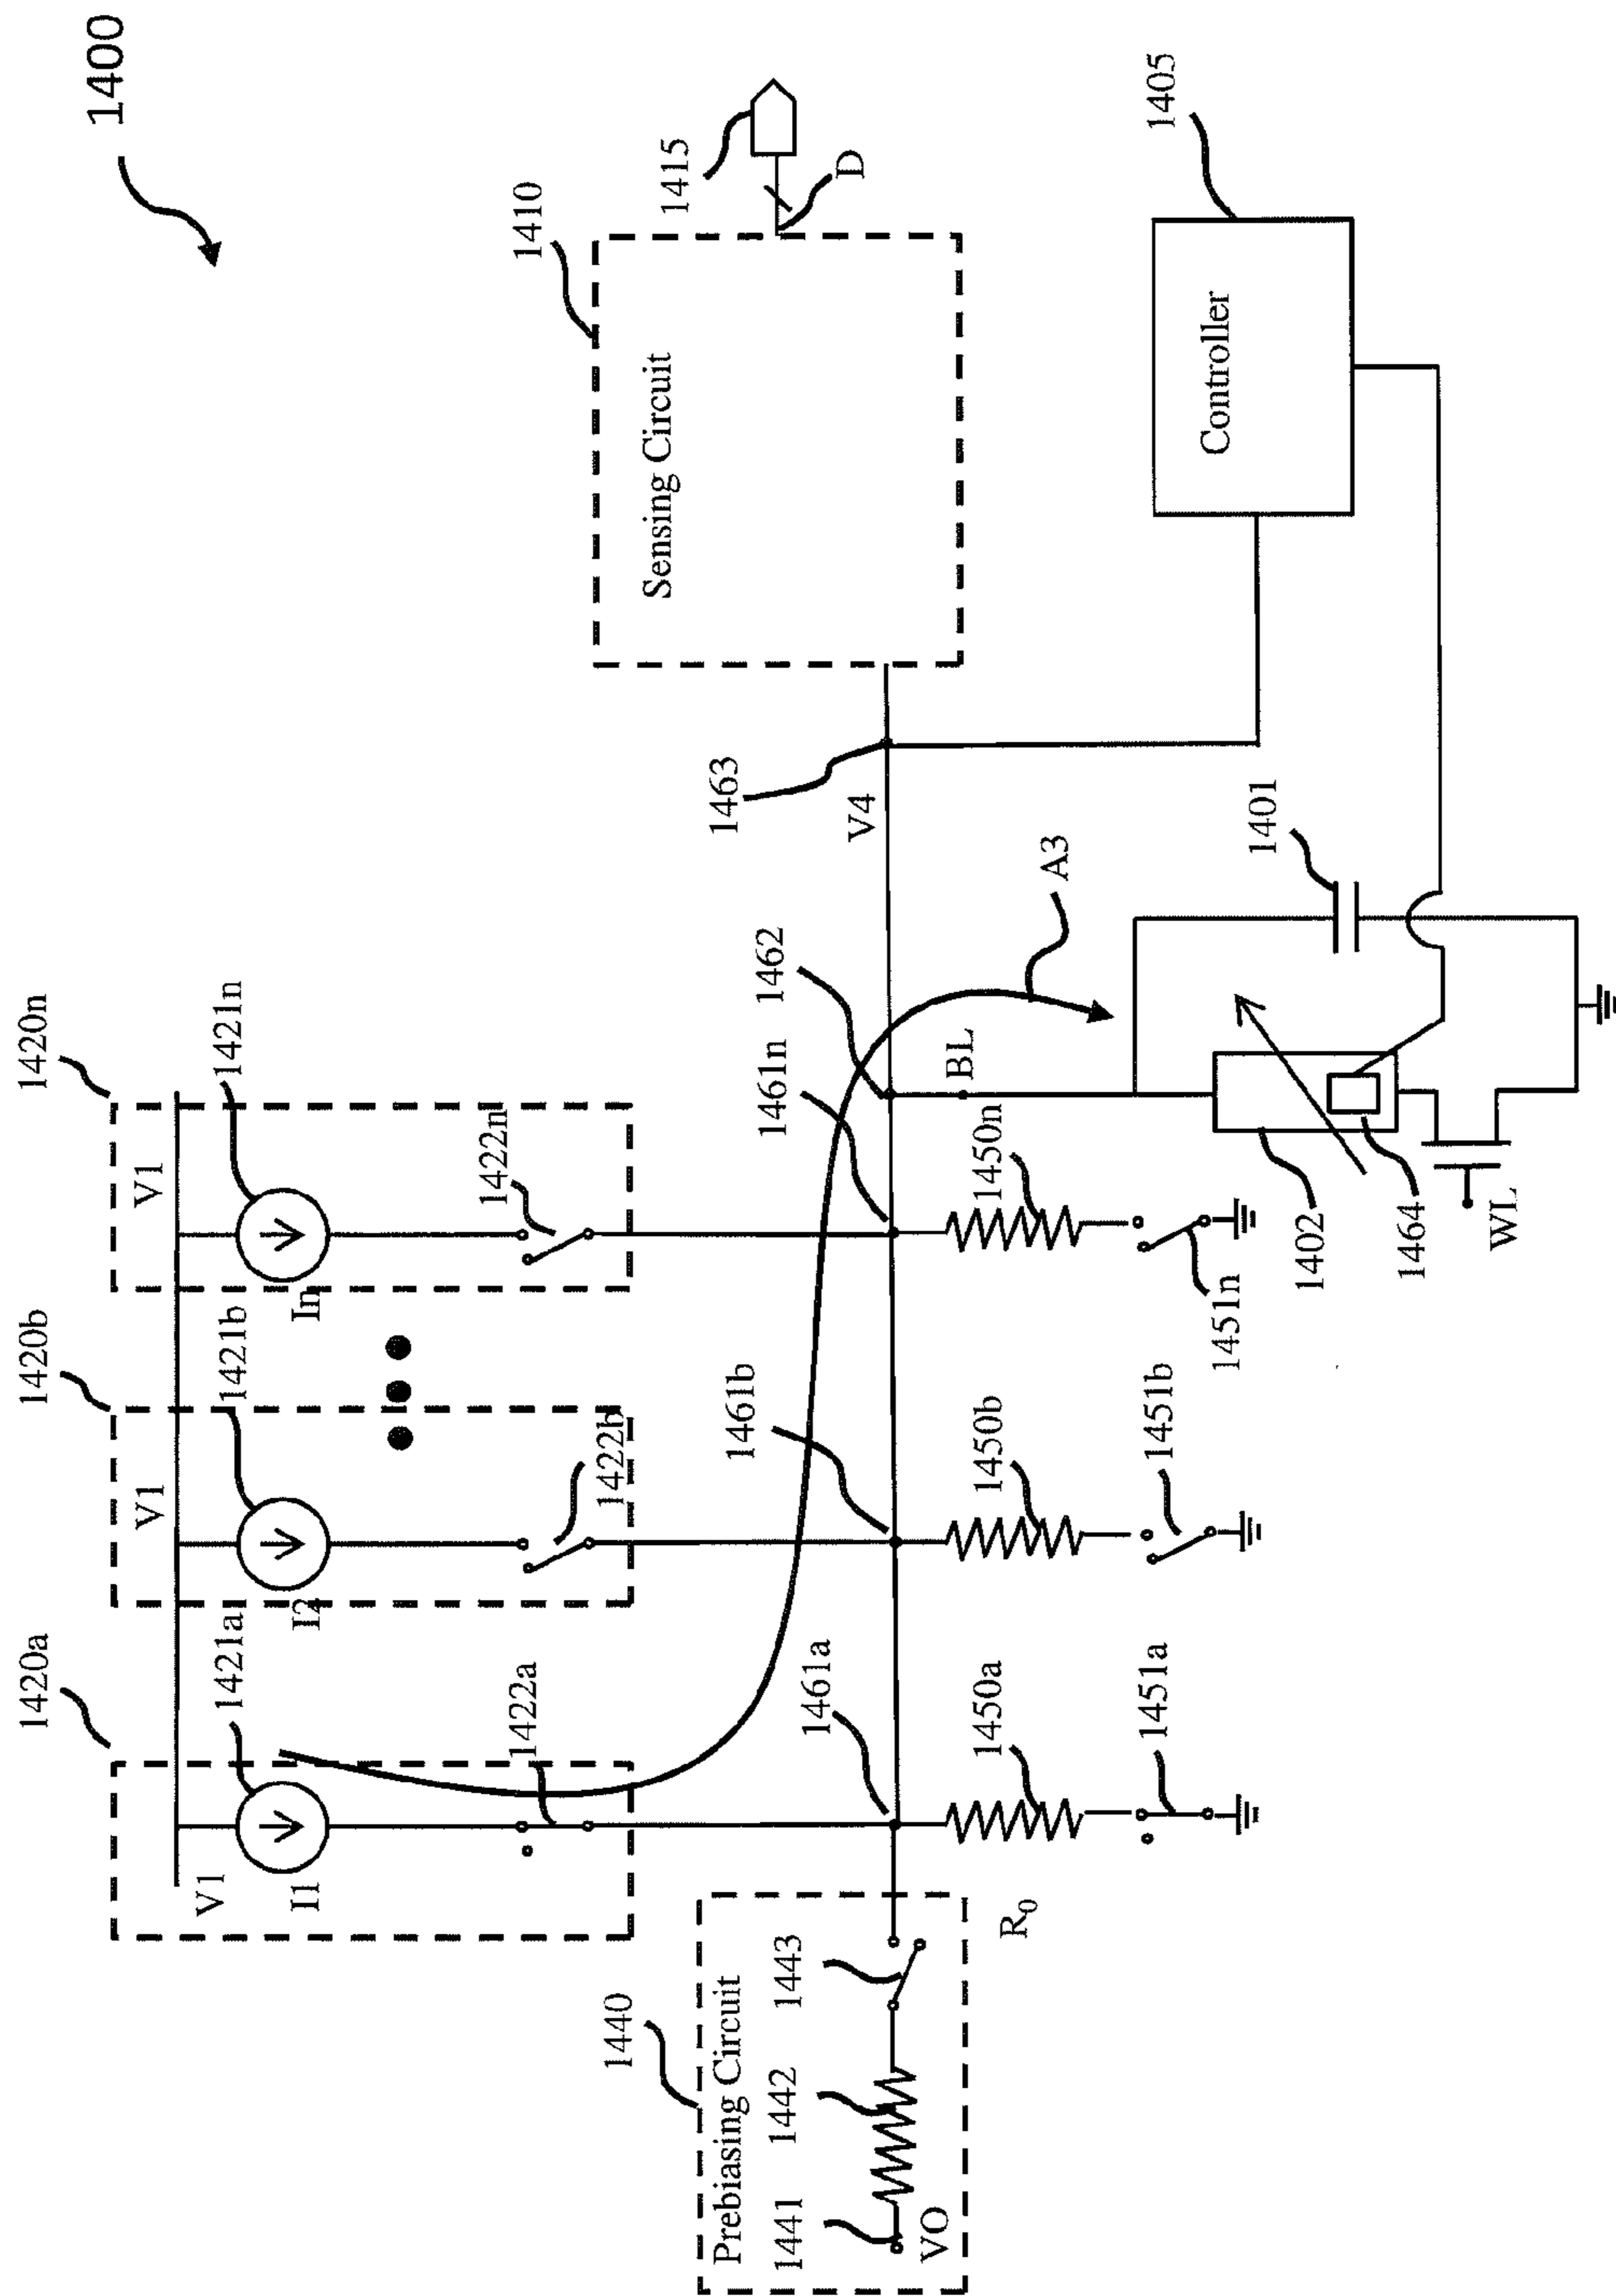 1400
1420a
1420b
1420n
1421a
1421b
1421n
V1
V1
V1
I1
I2
In
1422a
1422b
1422n
1410
Sensing Circuit
1415
D
1440
Prebiasing Circuit
1441
1442
1443
VO
R0
1461a
1461b
1461n
1462
1463
V4
BL
A3
1450a
1450b
1450n
1451a
1451b
1451n
1401
1402
1464
WL
Controller
1405